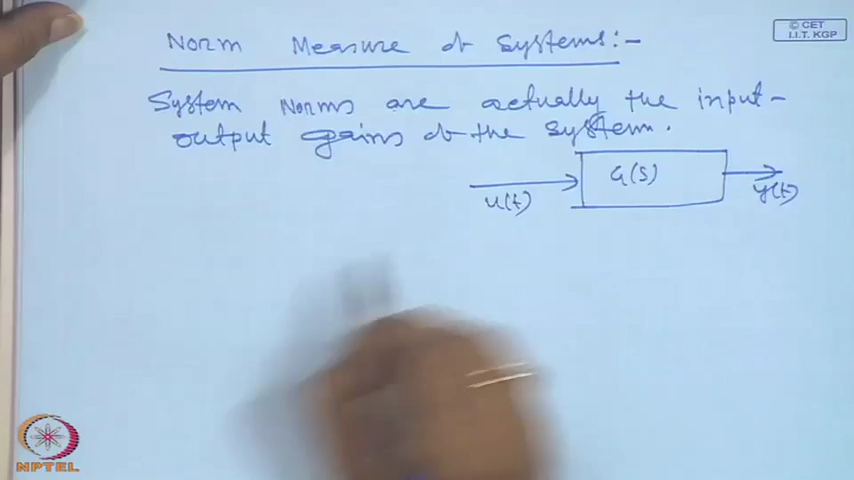 Norm Measure of Systems:-
© CET
I.I.T. KGP
System Norms are actually the input-
output gains of the system.
G(s)
u(t)
y(t)
NPTEL